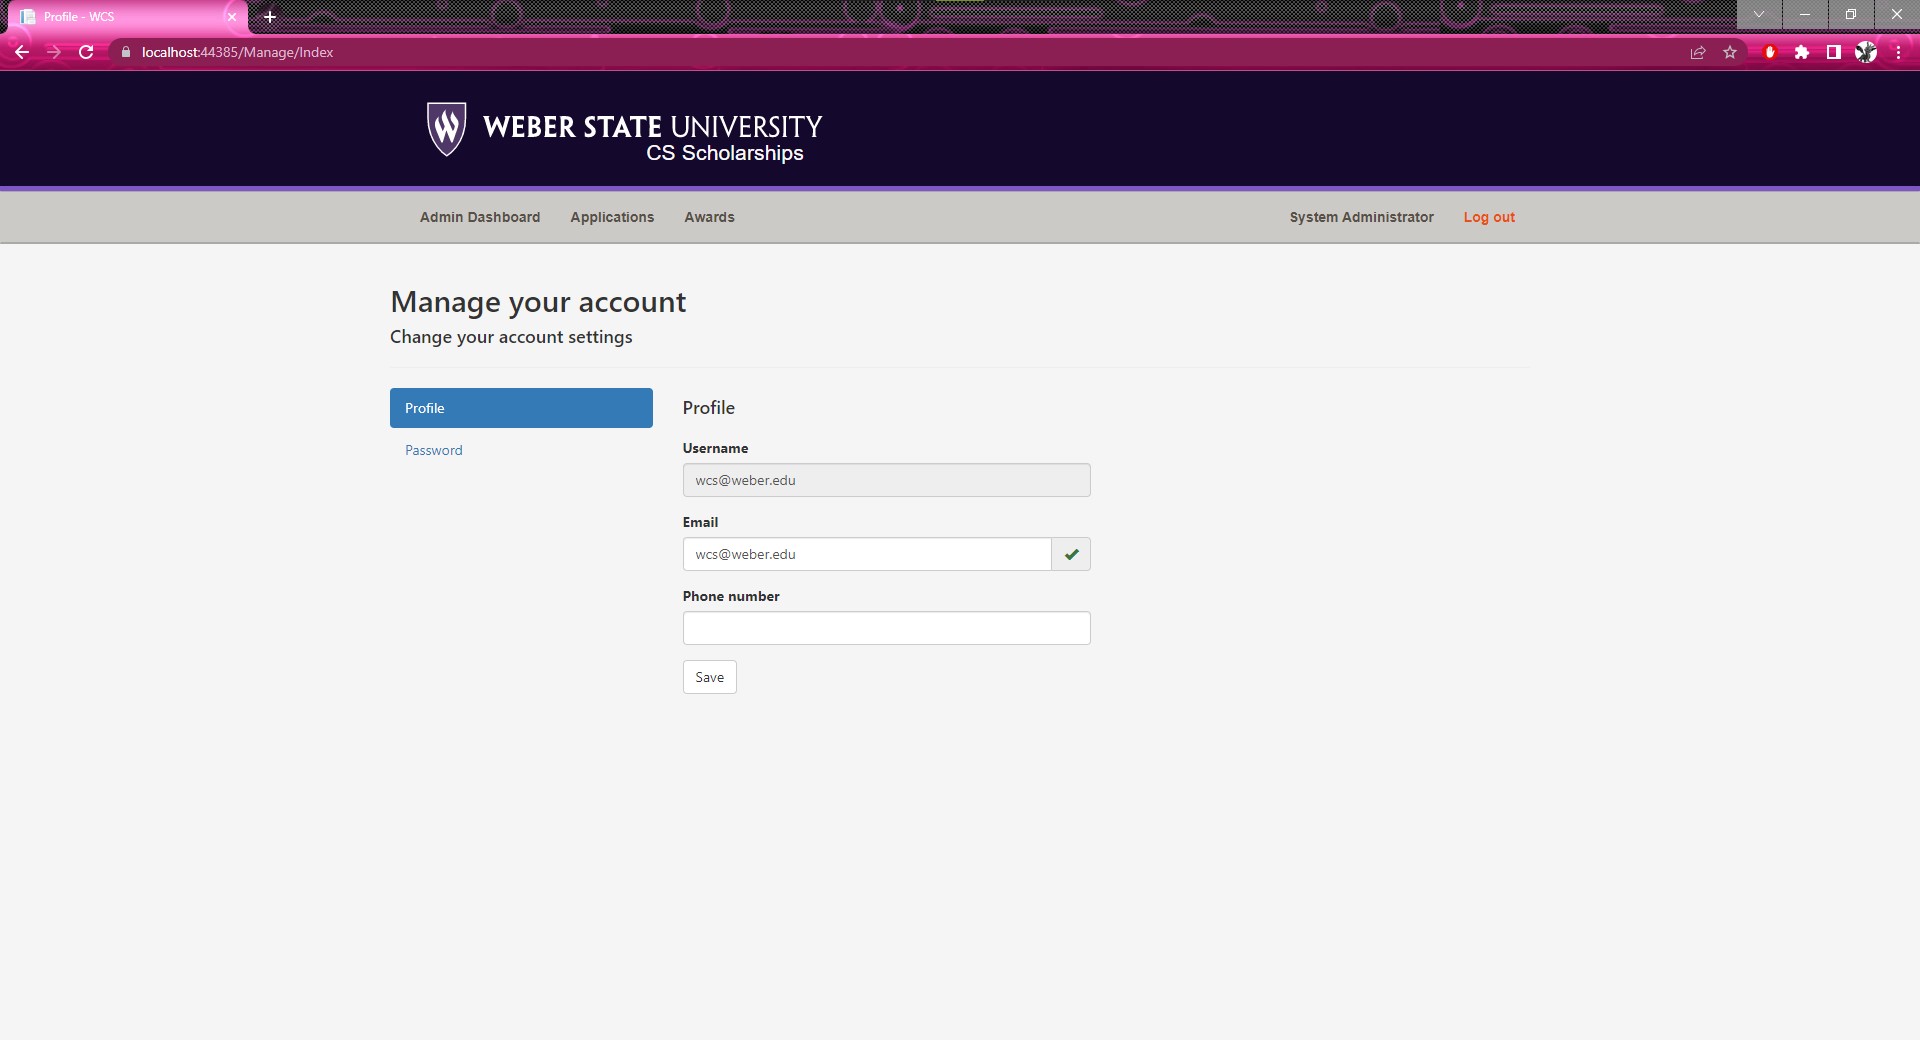 Profile - WCS
localhost:44385/Manage/Index
WEBER STATE UNIVERSITY
CS Scholarships
Admin Dashboard Applications Awards System Administrator Log out
Manage your account
Change your account settings
Profile
Password
Profile
Username
wcs@weber.edu
Email
wcs@weber.edu
Phone number
Save